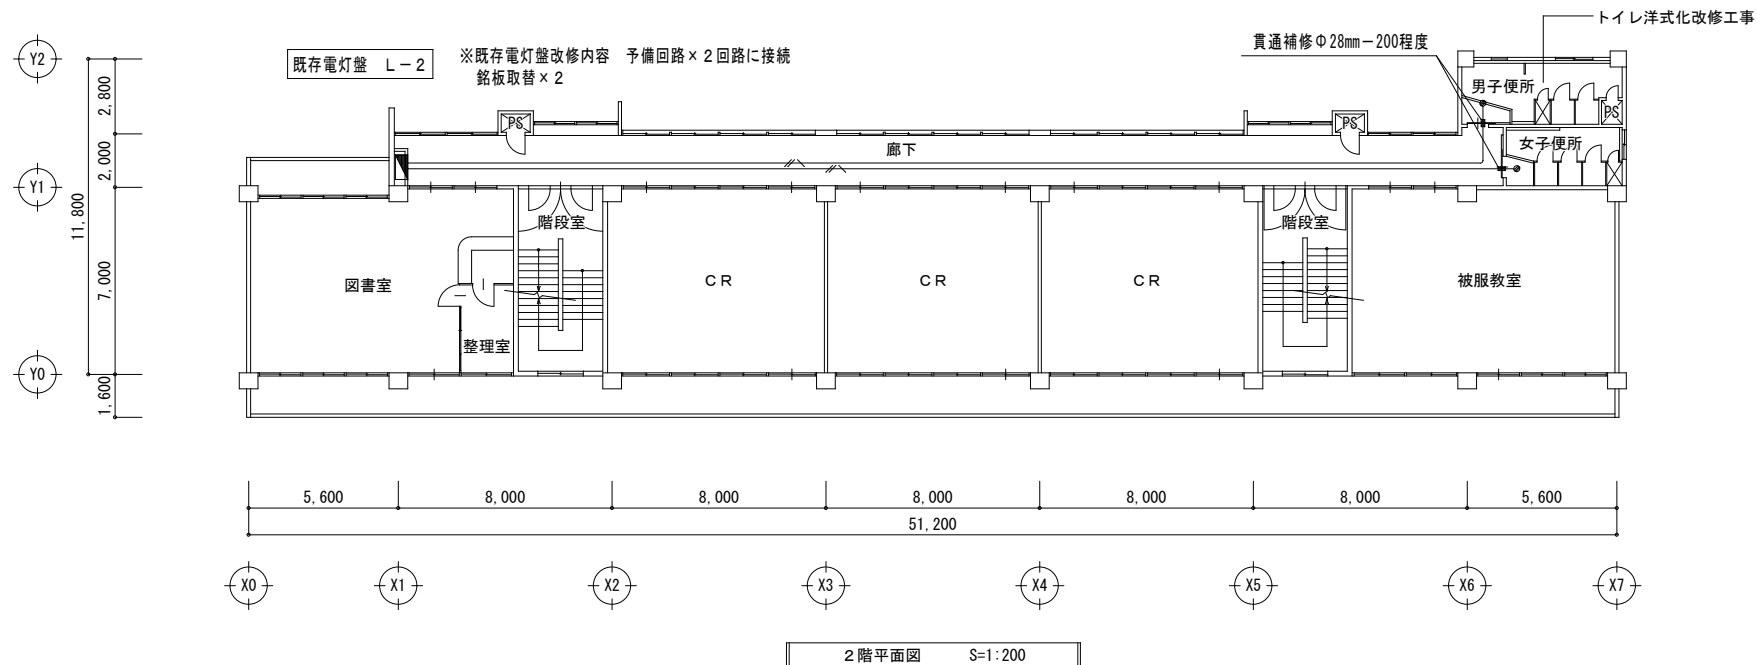 トイレ洋式化改修工事
貫通補修Φ28mm－200程度
既存電灯盤　L－2
※既存電灯盤改修内容　予備回路×2回路に接続
銘板取替×2
Y2
2,800
男子便所
PS
PS
PS
女子便所
廊下
2,000
Y1
11,800
階段室
階段室
7,000
図書室
CR
CR
CR
被服教室
整理室
Y0
1,600
5,600
8,000
8,000
8,000
8,000
8,000
5,600
51,200
X0
X1
X2
X3
X4
X5
X6
X7
2階平面図　S=1:200